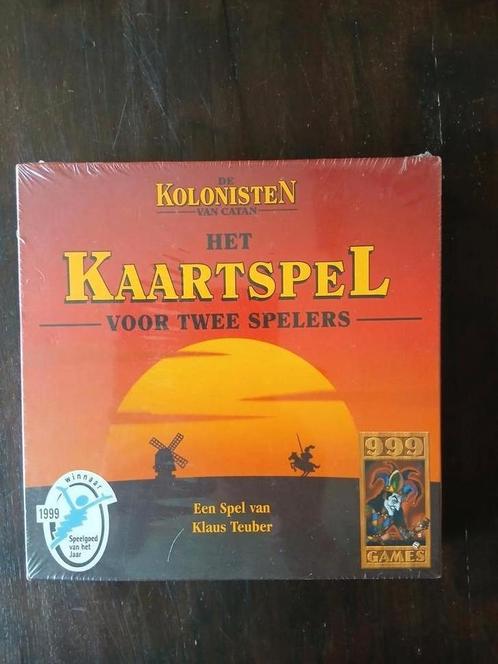 DE
KOLONISTEN
VAN CATAN
HET
KAARTSPEL
VOOR TWEE SPELERS
Een Spel van
Klaus Teuber
winnaar
1999
Speelgoed
van het
Jaar
999
GAMES